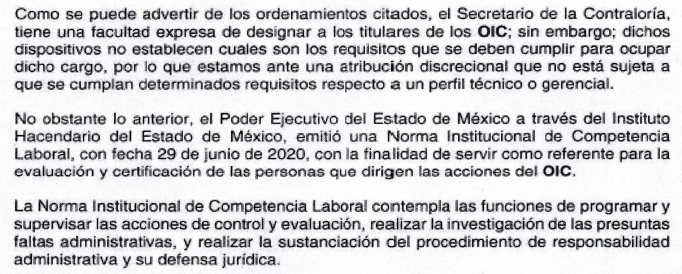 Como se puede advertir de los ordenamientos citados, el Secretario de la Contraloría,
tiene una facultad expresa de designar a los titulares de los OIC; sin embargo; dichos
dispositivos no establecen cuales son los requisitos que se deben cumplir para ocupar
dicho cargo, por lo que estamos ante una atribución discrecional que no está sujeta a
que se cumplan determinados requisitos respecto a un perfil técnico o gerencial.
No obstante lo anterior, el Poder Ejecutivo del Estado de México a través del Instituto
Hacendario del Estado de México, emitió una Norma Institucional de Competencia
Laboral, con fecha 29 de junio de 2020, con la finalidad de servir como referente para la
evaluación y certificación de las personas que dirigen las acciones del OIC.
La Norma Institucional de Competencia Laboral contempla las funciones de programar y
supervisar las acciones de control y evaluación, realizar la investigación de las presuntas
faltas administrativas, y realizar la sustanciación del procedimiento de responsabilidad
administrativa y su defensa jurídica.